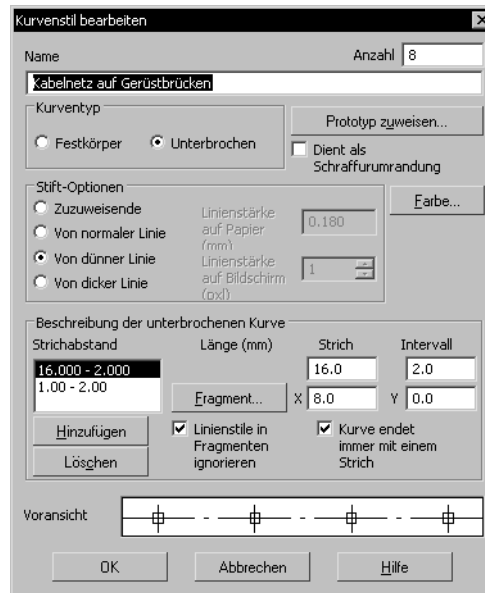 Kurvenstil bearbeiten
Name
Anzahl 8
Kabelnetz auf Gerüstbrücken
Kurventyp
Festkörper Unterbrochen
Prototyp zuweisen...
Dient als
Schraffurumrandung
Stift-Optionen
Zuzuweisende
Von normaler Linie
Von dünner Linie
Von dicker Linie
Linienstärke
auf Papier
(mm)
0.180
Linienstärke
auf Bildschirm
(pxl)
1
Farbe...
Beschreibung der unterbrochenen Kurve
Strichabstand Länge (mm) Strich Intervall
16.000 - 2.000
1.00 - 2.00
16.0 2.0
Fragment... X 8.0 Y 0.0
Hinzufügen
Löschen
Linienstile in
Fragmenten
ignorieren
Kurve endet
immer mit einem
Strich
Voransicht
OK Abbrechen Hilfe